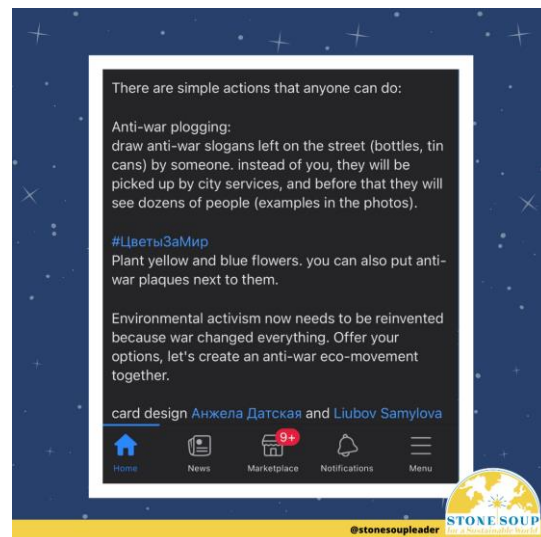 There are simple actions that anyone can do:
Anti-war plogging:
draw anti-war slogans left on the street (bottles, tin
cans) by someone. instead of you, they will be
picked up by city services, and before that they will
see dozens of people (examples in the photos).
#ЦветыЗаМир
Plant yellow and blue flowers. you can also put anti-
war plaques next to them.
Environmental activism now needs to be reinvented
because war changed everything. Offer your
options, let's create an anti-war eco-movement
together.
card design Анжела Датская and Liubov Samylova
9+
Home News Marketplace Notifications Menu
@stonesoupleader
STONE SOUP
for a Sustainable World